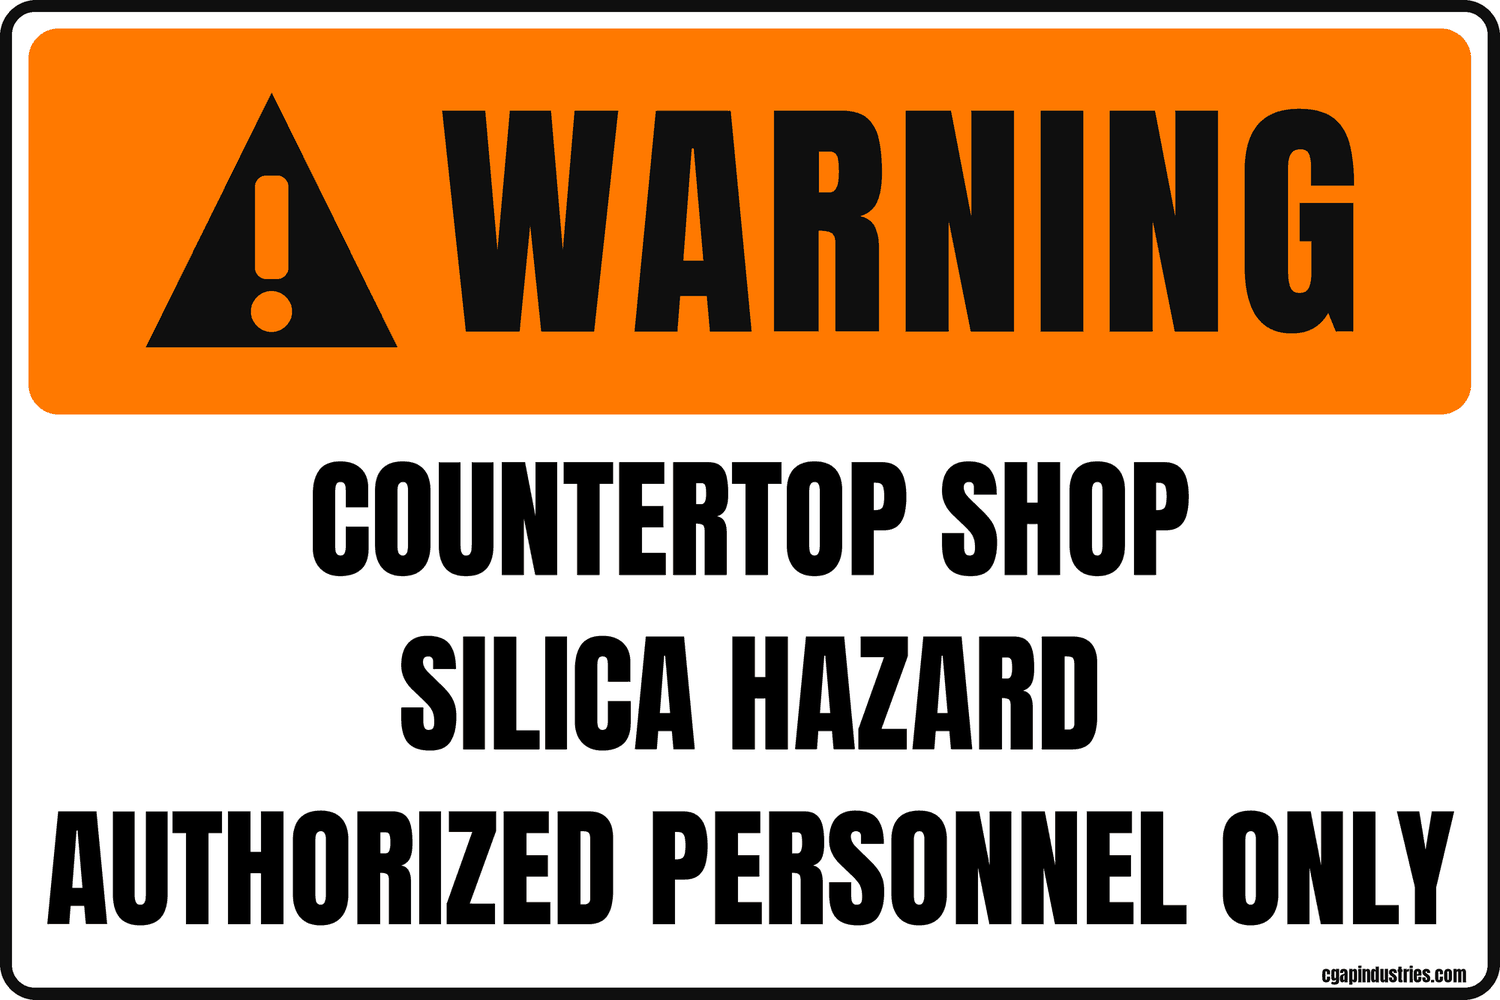 WARNING
COUNTERTOP SHOP
SILICA HAZARD
AUTHORIZED PERSONNEL ONLY
cgapindustries.com